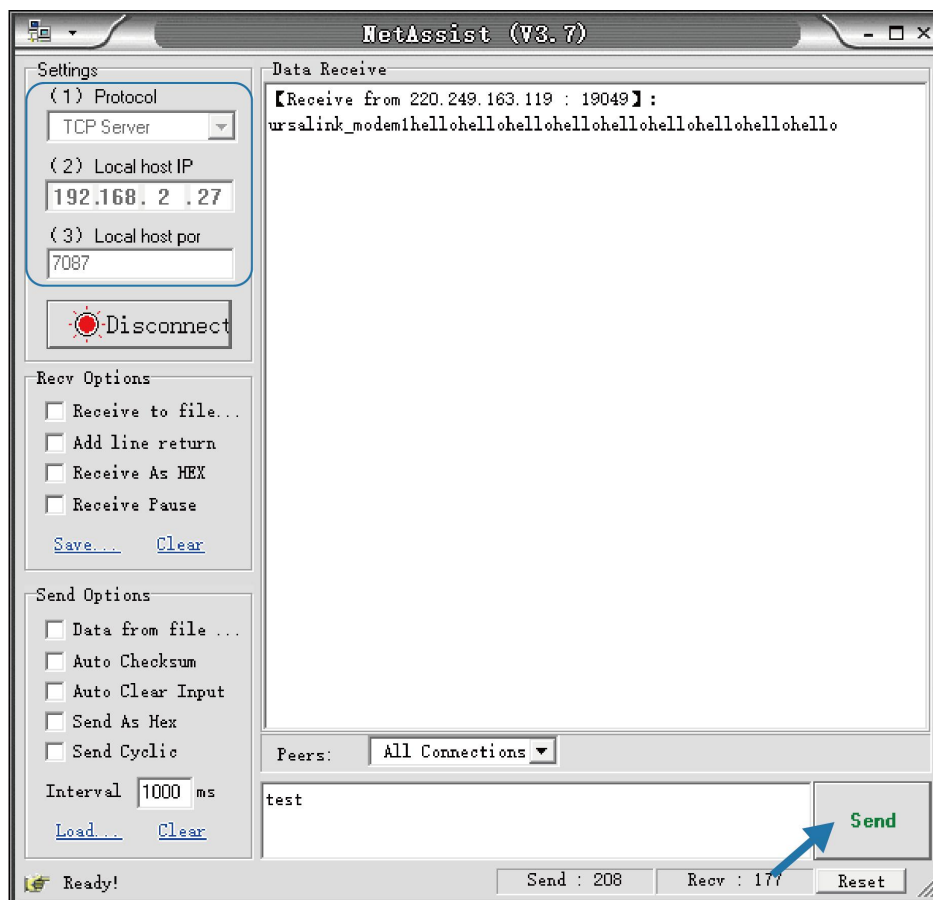 NetAssist (V3.7)
Settings
(1) Protocol
TCP Server
(2) Local host IP
192.168. 2 .27
(3) Local host por
7087
Disconnect
Recv Options
Receive to file...
Add line return
Receive As HEX
Receive Pause
Save... Clear
Send Options
Data from file ...
Auto Checksum
Auto Clear Input
Send As Hex
Send Cyclic
Interval 1000 ms
Load... Clear
Data Receive
【Receive from 220.249.163.119 : 19049】:
ursalink_modem1hellohellohellohellohellohellohellohellohello
Peers: All Connections
test
Send
Ready!
Send : 208
Recv : 177
Reset